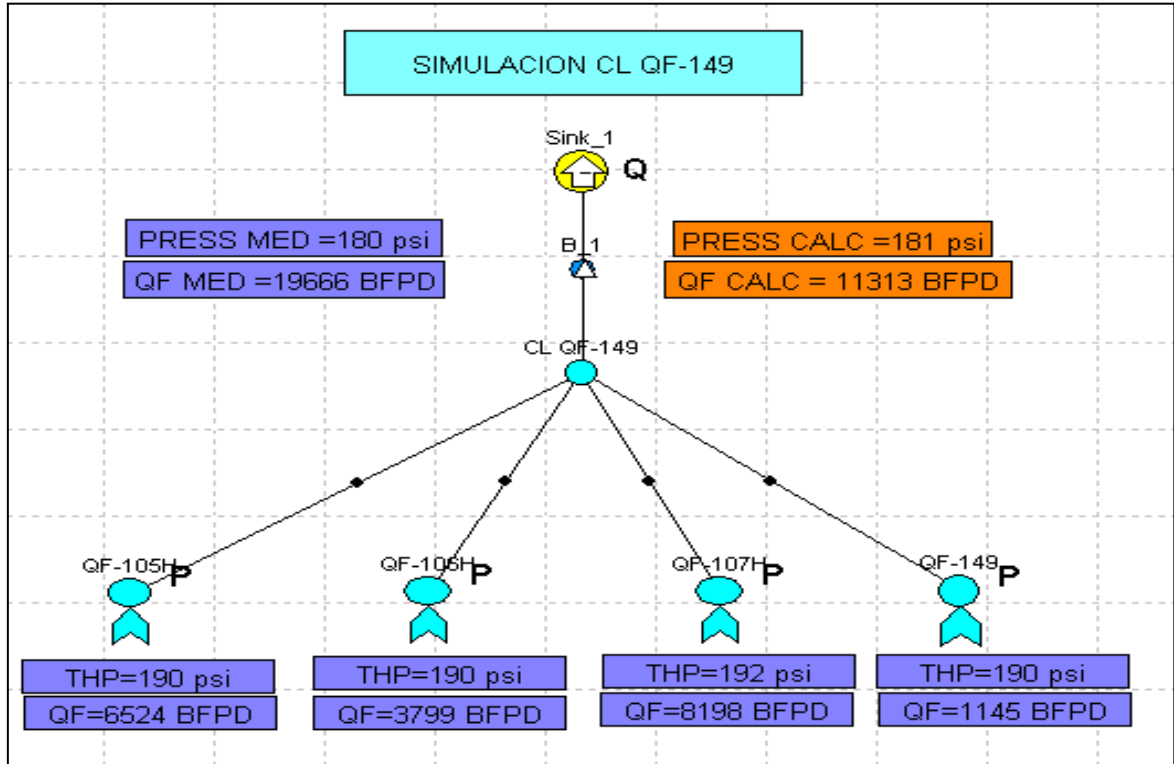 SIMULACION CL QF-149
Sink_1
Q
PRESS MED =180 psi
QF MED =19666 BFPD
B_1
PRESS CALC =181 psi
QF CALC = 11313 BFPD
CL QF-149
QF-105H P
QF-106H P
QF-107H P
QF-149 P
THP=190 psi
QF=6524 BFPD
THP=190 psi
QF=3799 BFPD
THP=192 psi
QF=8198 BFPD
THP=190 psi
QF=1145 BFPD